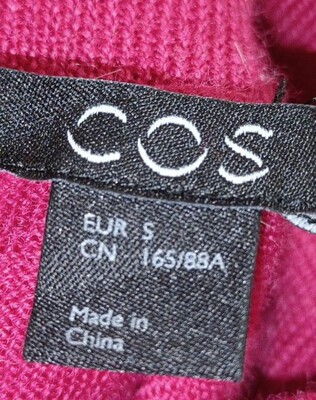 COS
EUR S
CN 165/88A
Made in
China